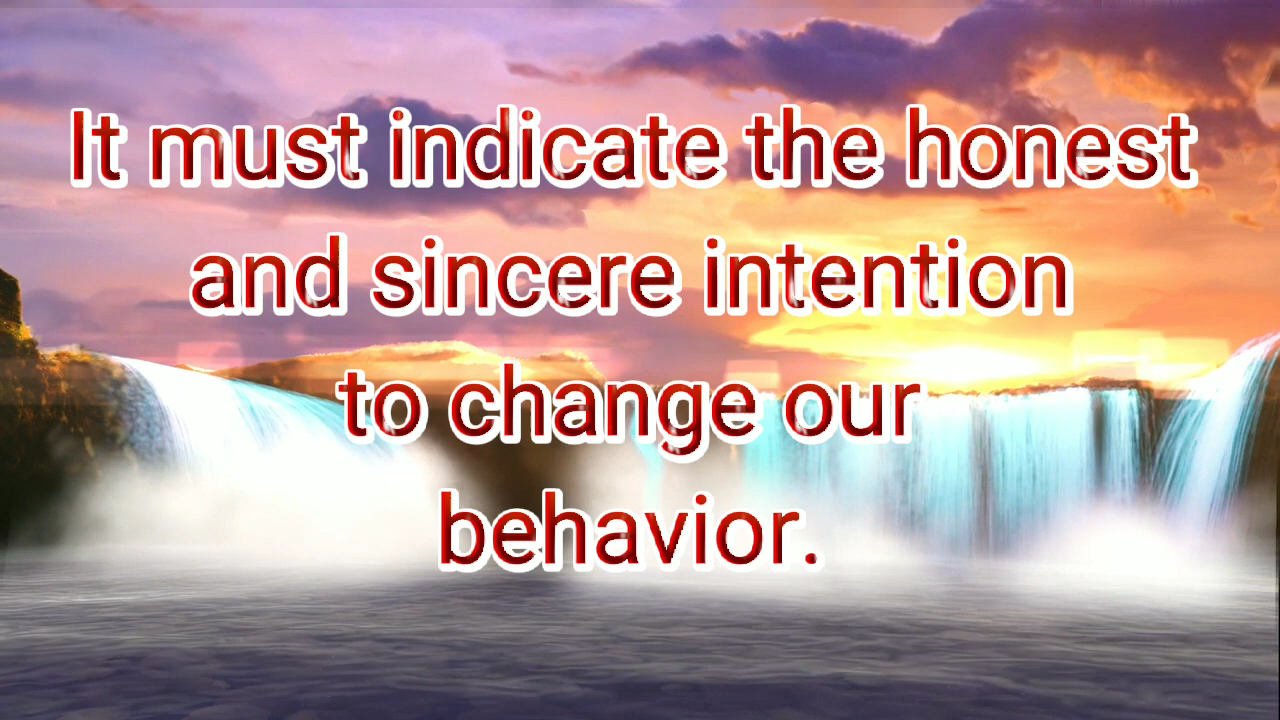 It must indicate the honest
and sincere intention
to change our
behavior.